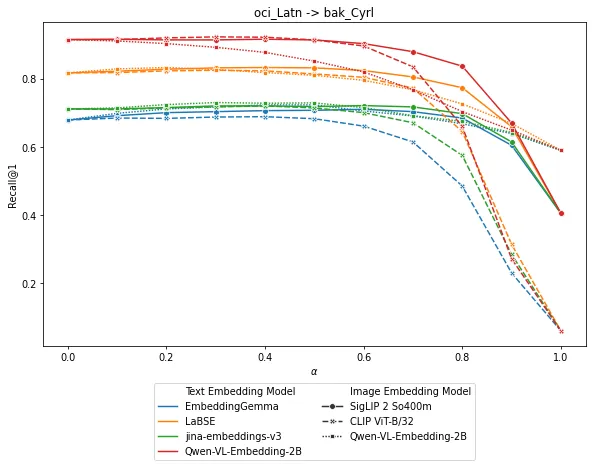 oci_Latn -> bak_Cyrl
Recall@1
0.8
0.6
0.4
0.2
0.0 0.2 0.4 0.6 0.8 1.0
α
Text Embedding Model Image Embedding Model
EmbeddingGemma SigLIP 2 So400m
LaBSE CLIP ViT-B/32
jina-embeddings-v3 Qwen-VL-Embedding-2B
Qwen-VL-Embedding-2B